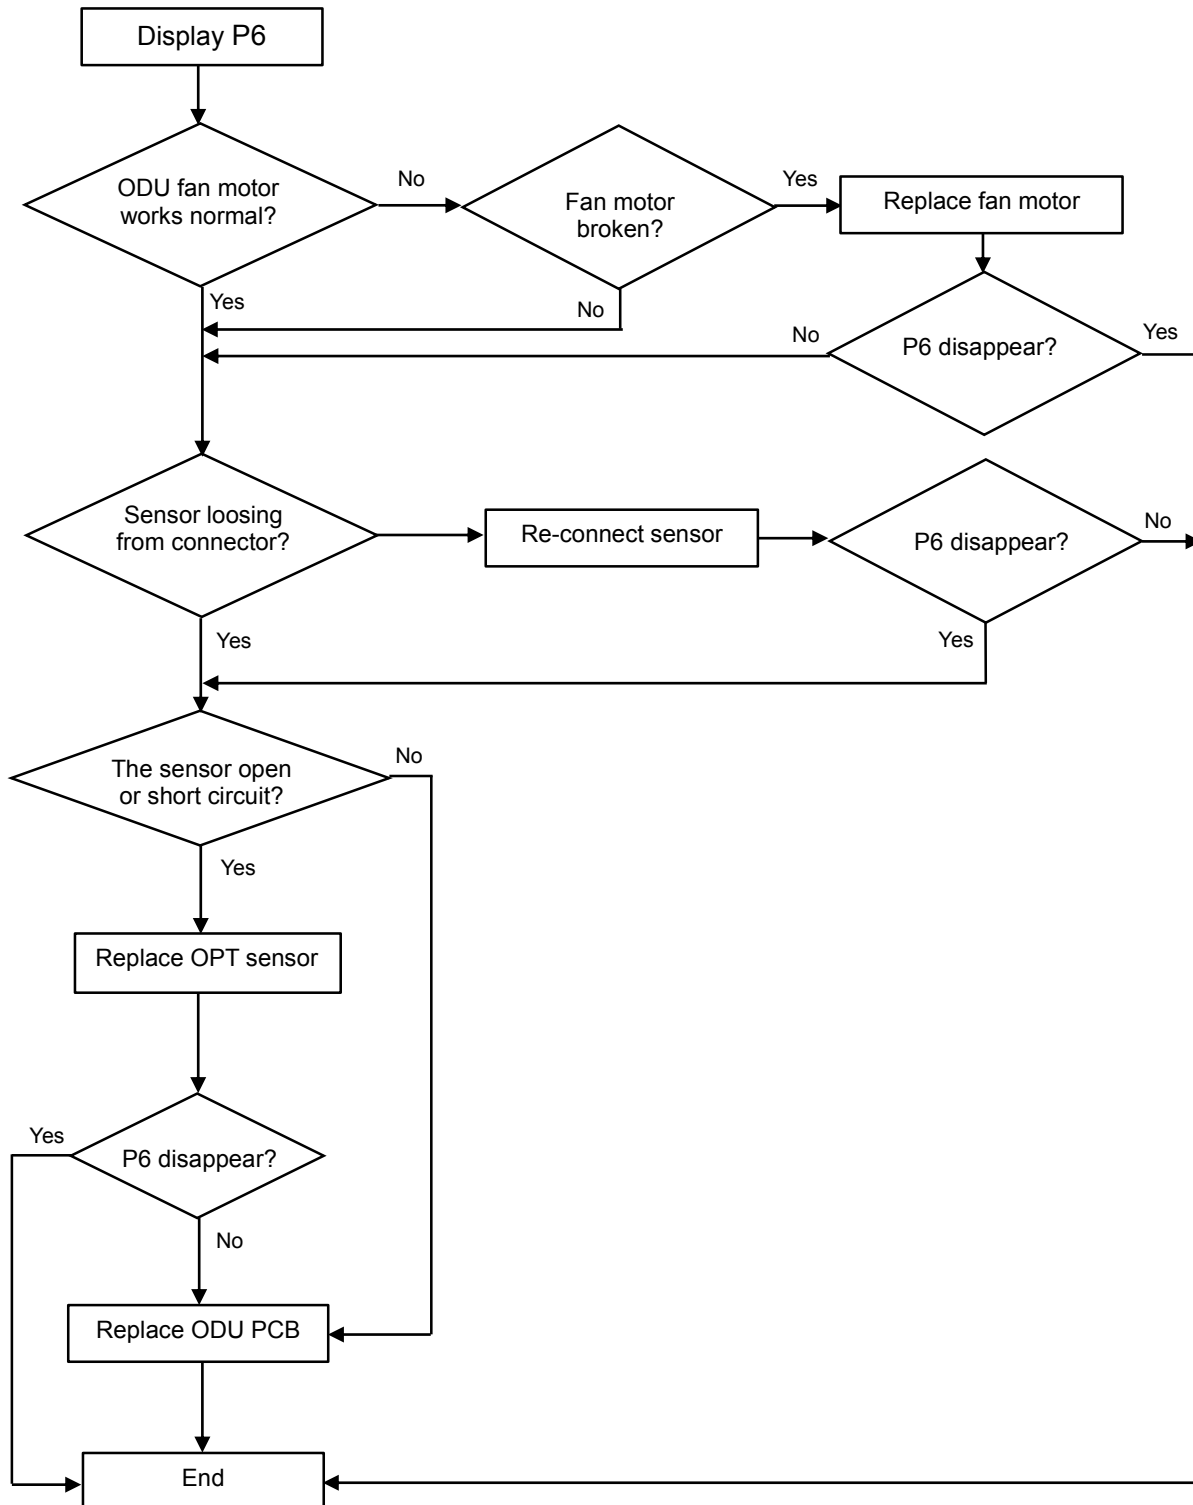 Display P6
ODU fan motor
works normal?
No
Fan motor
broken?
Yes
Replace fan motor
Yes
No
No
P6 disappear?
Yes
Sensor loosing
from connector?
Re-connect sensor
P6 disappear?
No
Yes
Yes
The sensor open
or short circuit?
No
Yes
Replace OPT sensor
Yes
P6 disappear?
No
Replace ODU PCB
End